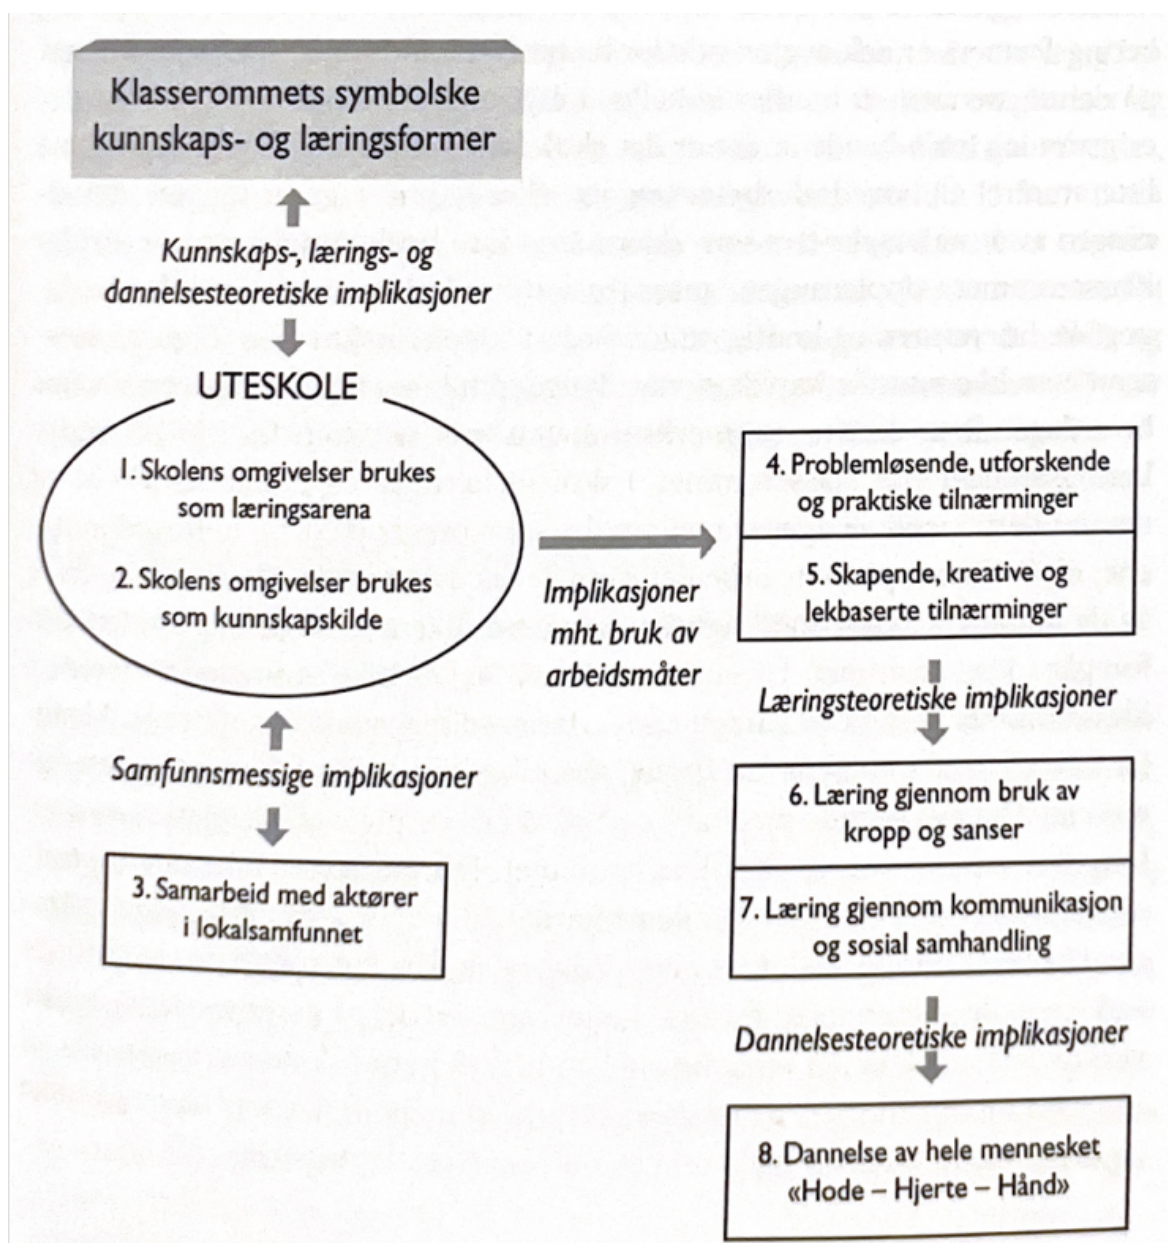 Klasserommets symbolske
kunnskaps- og læringsformer
Kunnskaps-, lærings- og
dannelsesteoretiske implikasjoner
UTESKOLE
1. Skolens omgivelser brukes
som læringsarena
2. Skolens omgivelser brukes
som kunnskapskilde
Implikasjoner
mht. bruk av
arbeidsmåter
Samfunnsmessige implikasjoner
3. Samarbeid med aktører
i lokalsamfunnet
4. Problemløsende, utforskende
og praktiske tilnærminger
5. Skapende, kreative og
lekbaserte tilnærminger
Læringsteoretiske implikasjoner
6. Læring gjennom bruk av
kropp og sanser
7. Læring gjennom kommunikasjon
og sosial samhandling
Dannelsesteoretiske implikasjoner
8. Dannelse av hele mennesket
«Hode – Hjerte – Hånd»